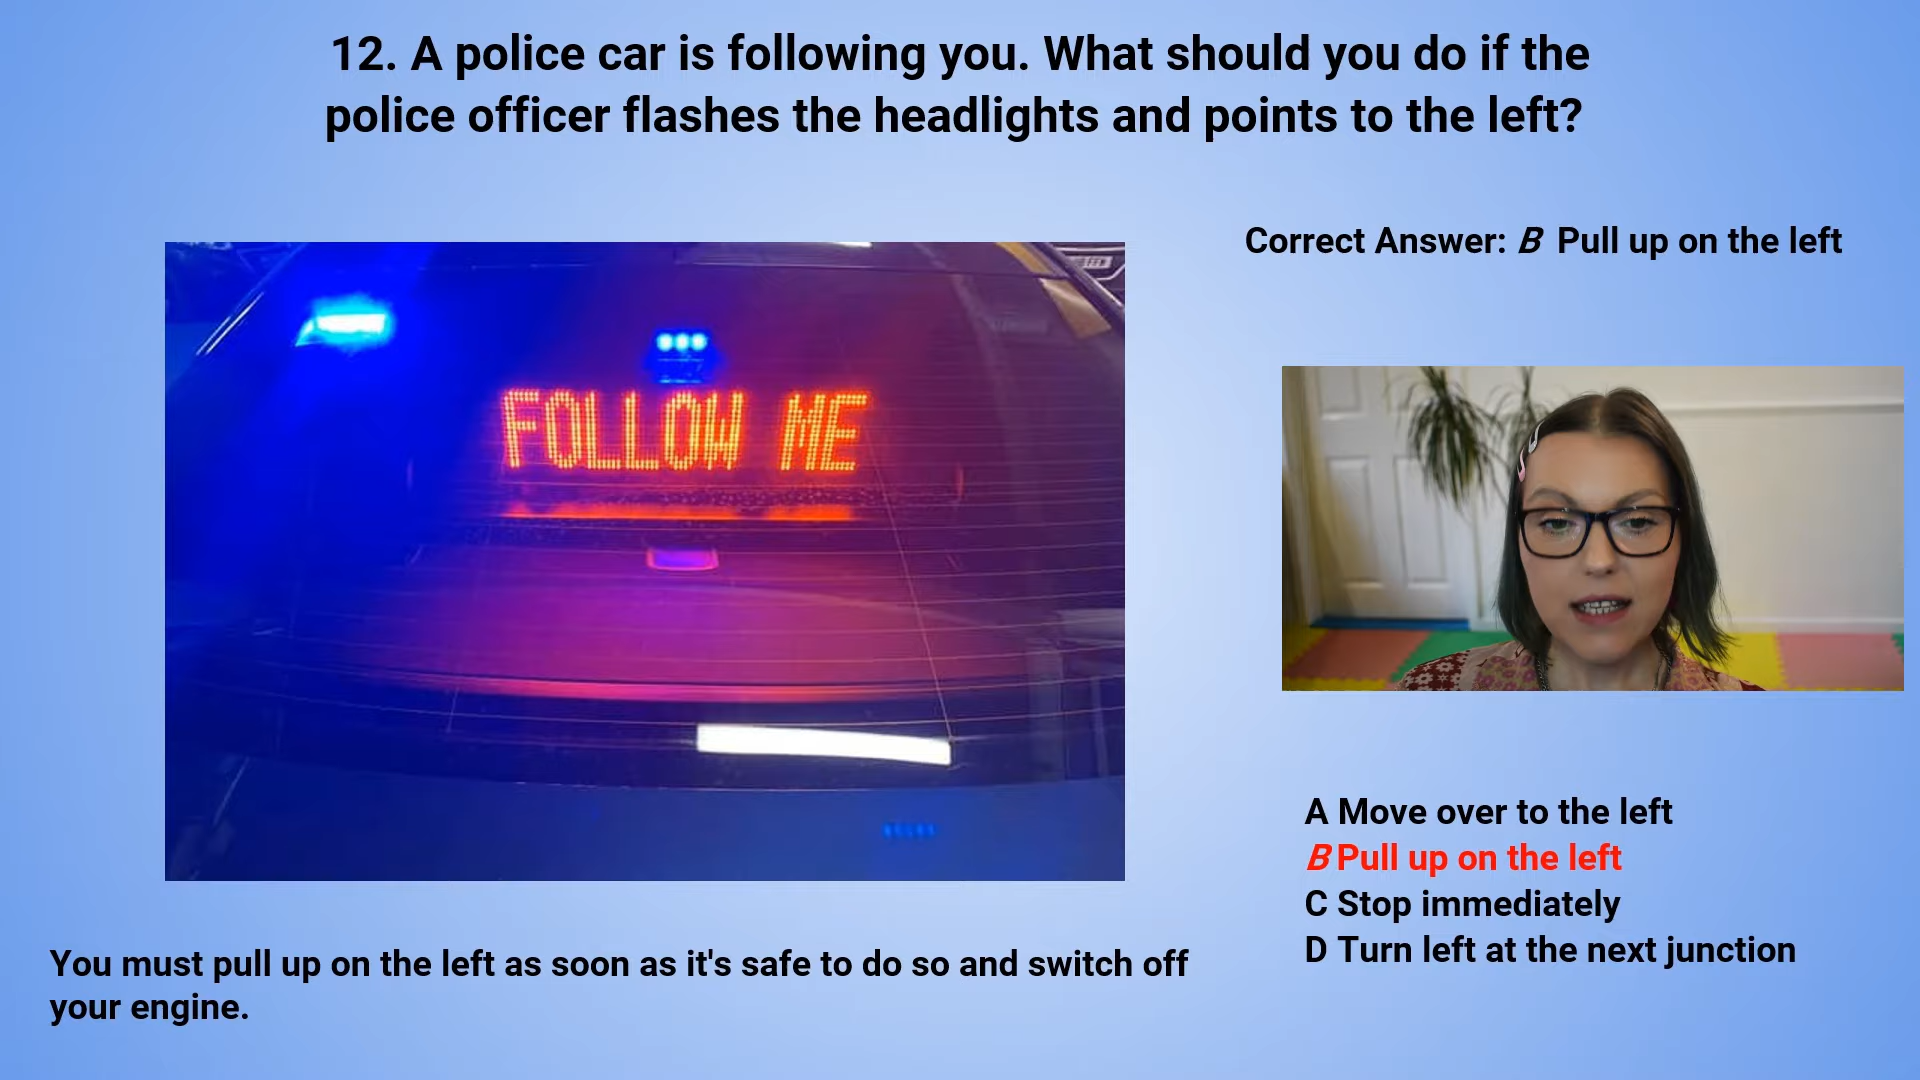 12. A police car is following you. What should you do if the
police officer flashes the headlights and points to the left?
Correct Answer: B Pull up on the left
FOLLOW ME
A Move over to the left
B Pull up on the left
C Stop immediately
D Turn left at the next junction
You must pull up on the left as soon as it's safe to do so and switch off
your engine.